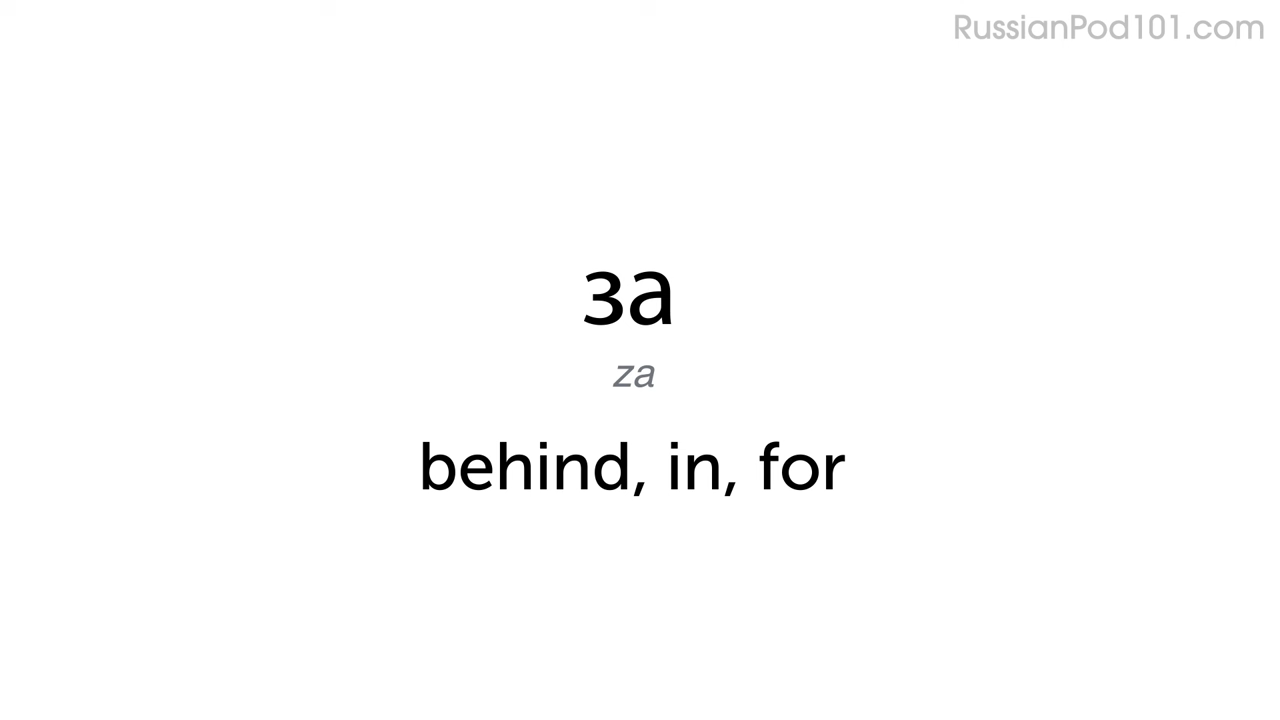 RussianPod101.com
за
za
behind, in, for